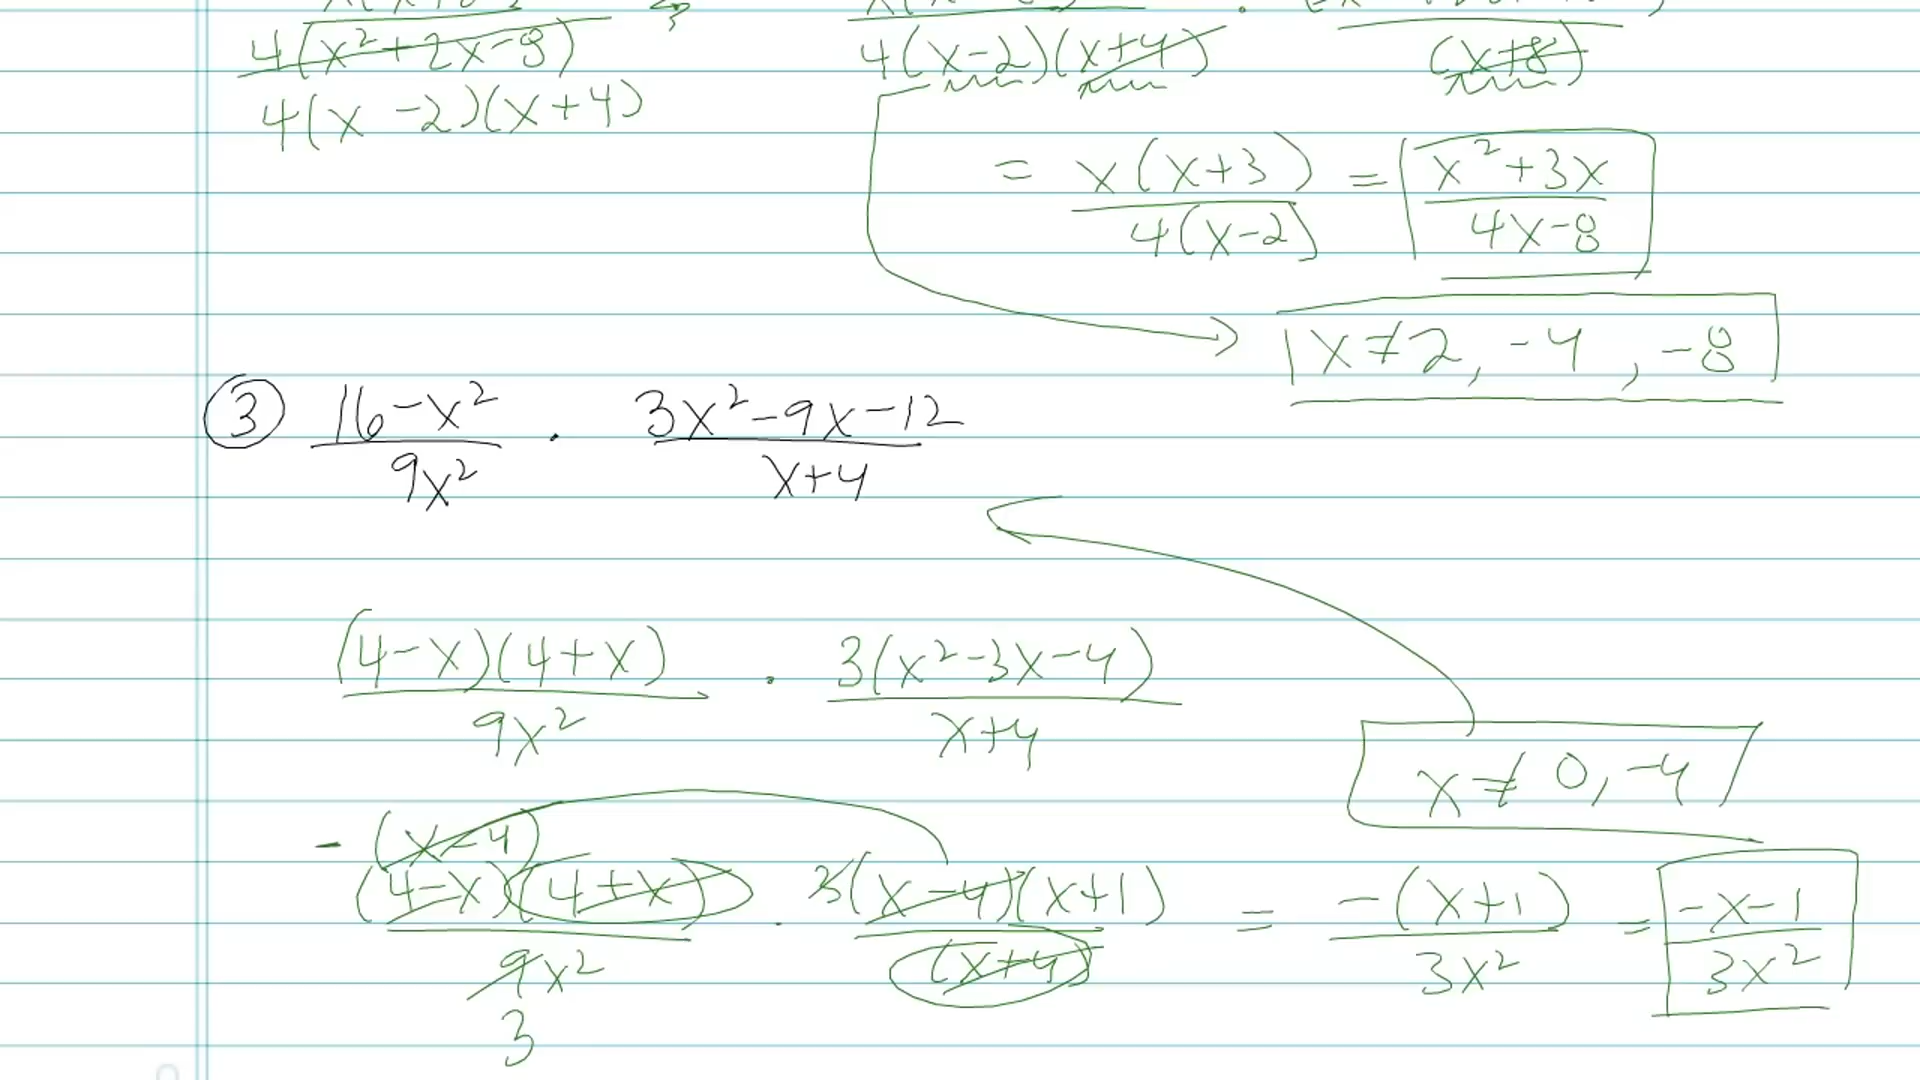 4(x²+2x-8)
4(x-2)(x+4)
4(x-2)(x+4) (x+8)
= x(x+3) / 4(x-2) = x²+3x / 4x-8
x≠2, -4, -8
③ 16-x² / 9x² · 3x²-9x-12 / x+4
(4-x)(4+x) / 9x² · 3(x²-3x-4) / x+4
x≠0, -4
-(x-4)
(4-x)(4+x) / 9x² · 3(x-4)(x+1) / (x+4) = -(x+1) / 3x² = -x-1 / 3x²
3